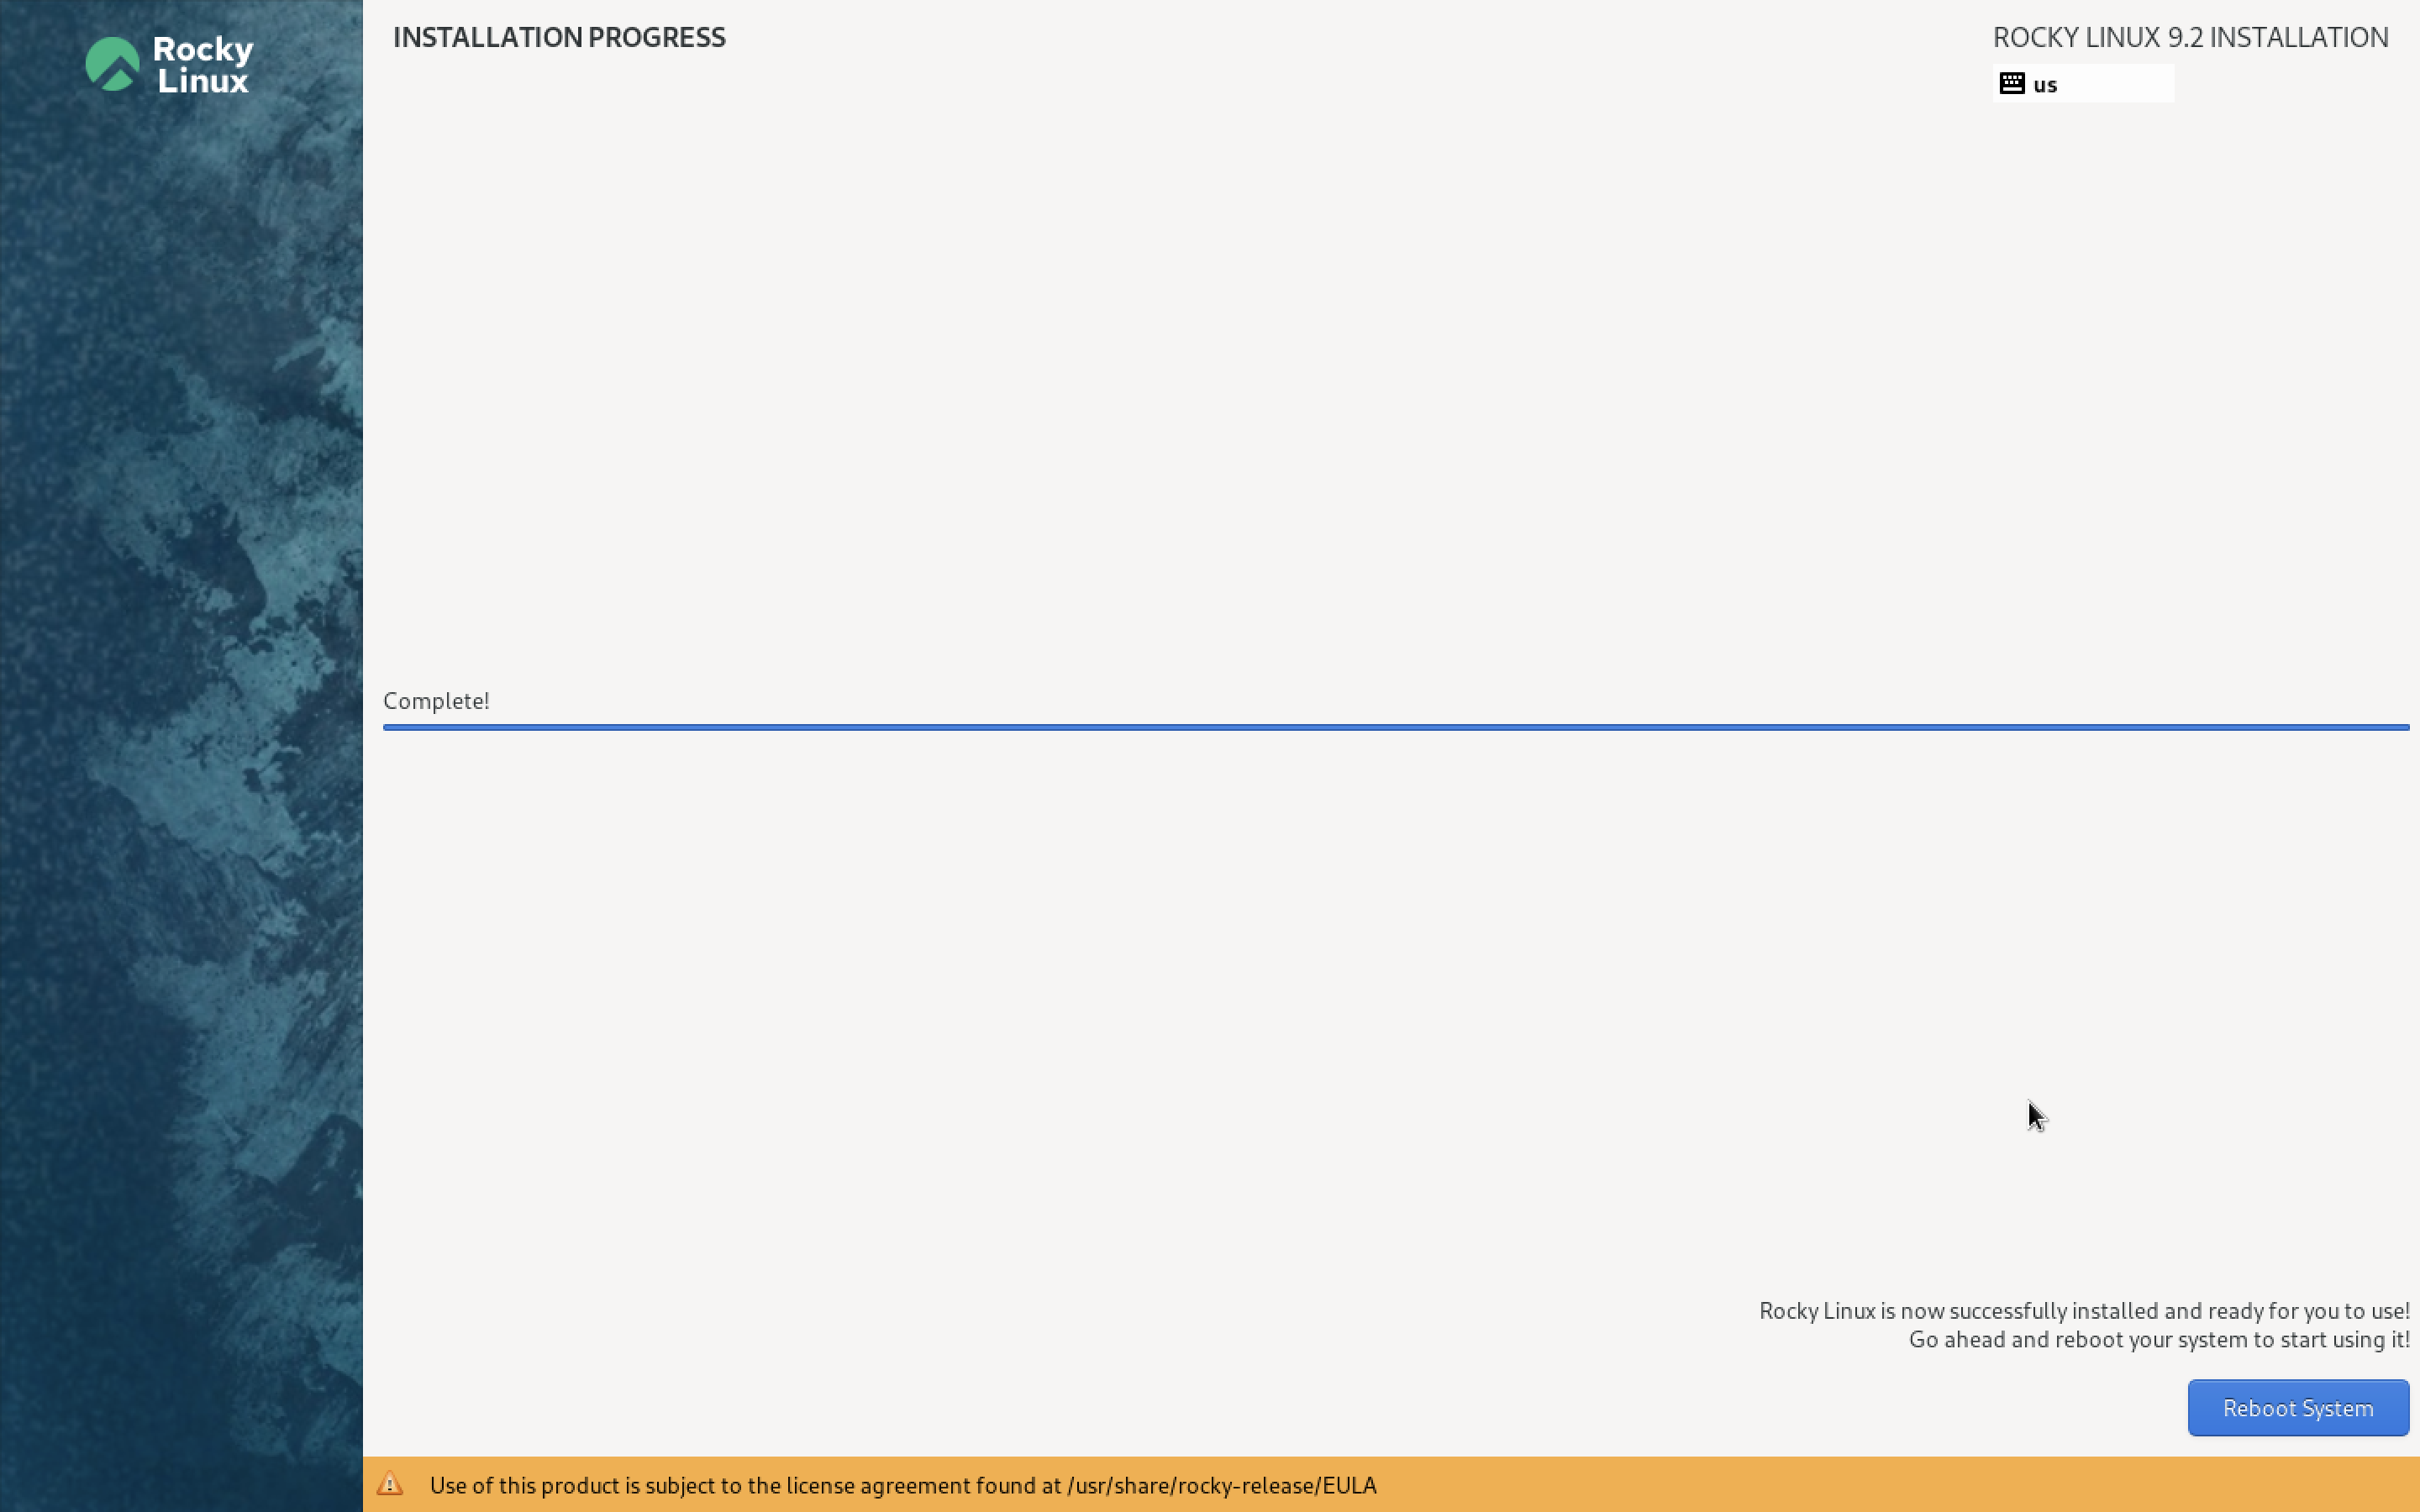 Rocky
Linux
INSTALLATION PROGRESS
ROCKY LINUX 9.2 INSTALLATION
us
Complete!
Rocky Linux is now successfully installed and ready for you to use!
Go ahead and reboot your system to start using it!
Reboot System
Use of this product is subject to the license agreement found at /usr/share/rocky-release/EULA